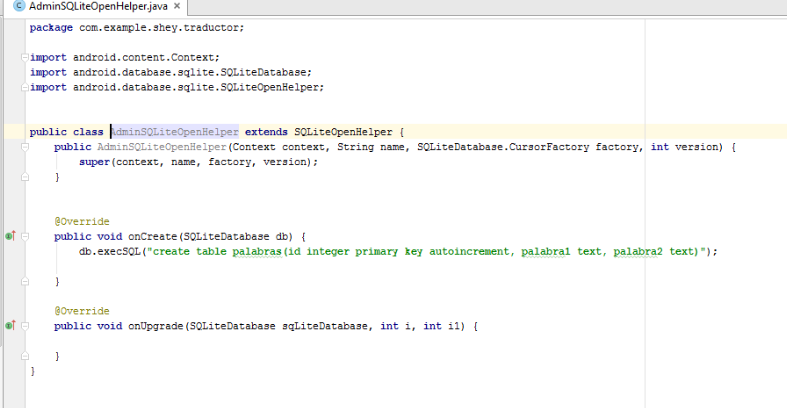 AdminSQLiteOpenHelper.java ×
package com.example.shey.traductor;
import android.content.Context;
import android.database.sqlite.SQLiteDatabase;
import android.database.sqlite.SQLiteOpenHelper;
public class AdminSQLiteOpenHelper extends SQLiteOpenHelper {
public AdminSQLiteOpenHelper(Context context, String name, SQLiteDatabase.CursorFactory factory, int version) {
super(context, name, factory, version);
}
@Override
public void onCreate(SQLiteDatabase db) {
db.execSQL("create table palabras(id integer primary key autoincrement, palabra1 text, palabra2 text)");
}
@Override
public void onUpgrade(SQLiteDatabase sqLiteDatabase, int i, int i1) {
}
}